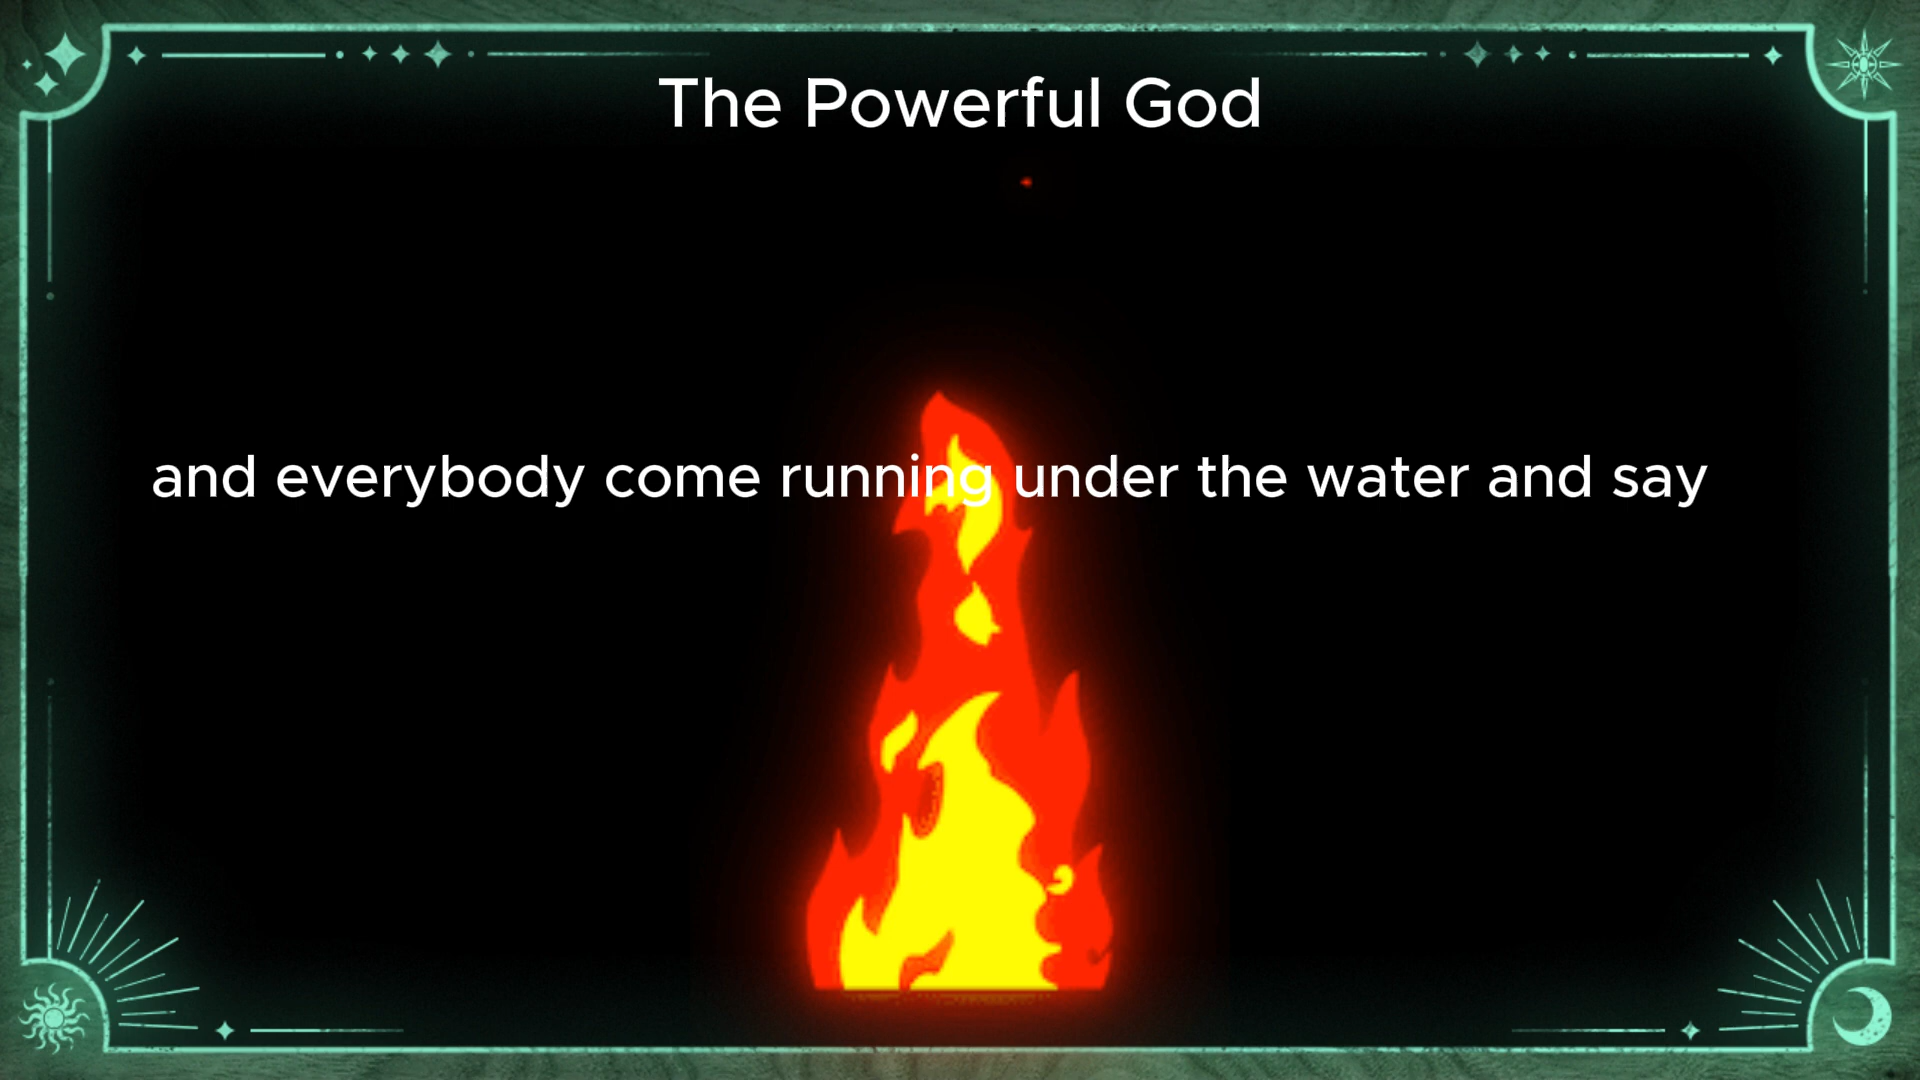 The Powerful God
and everybody come running under the water and say